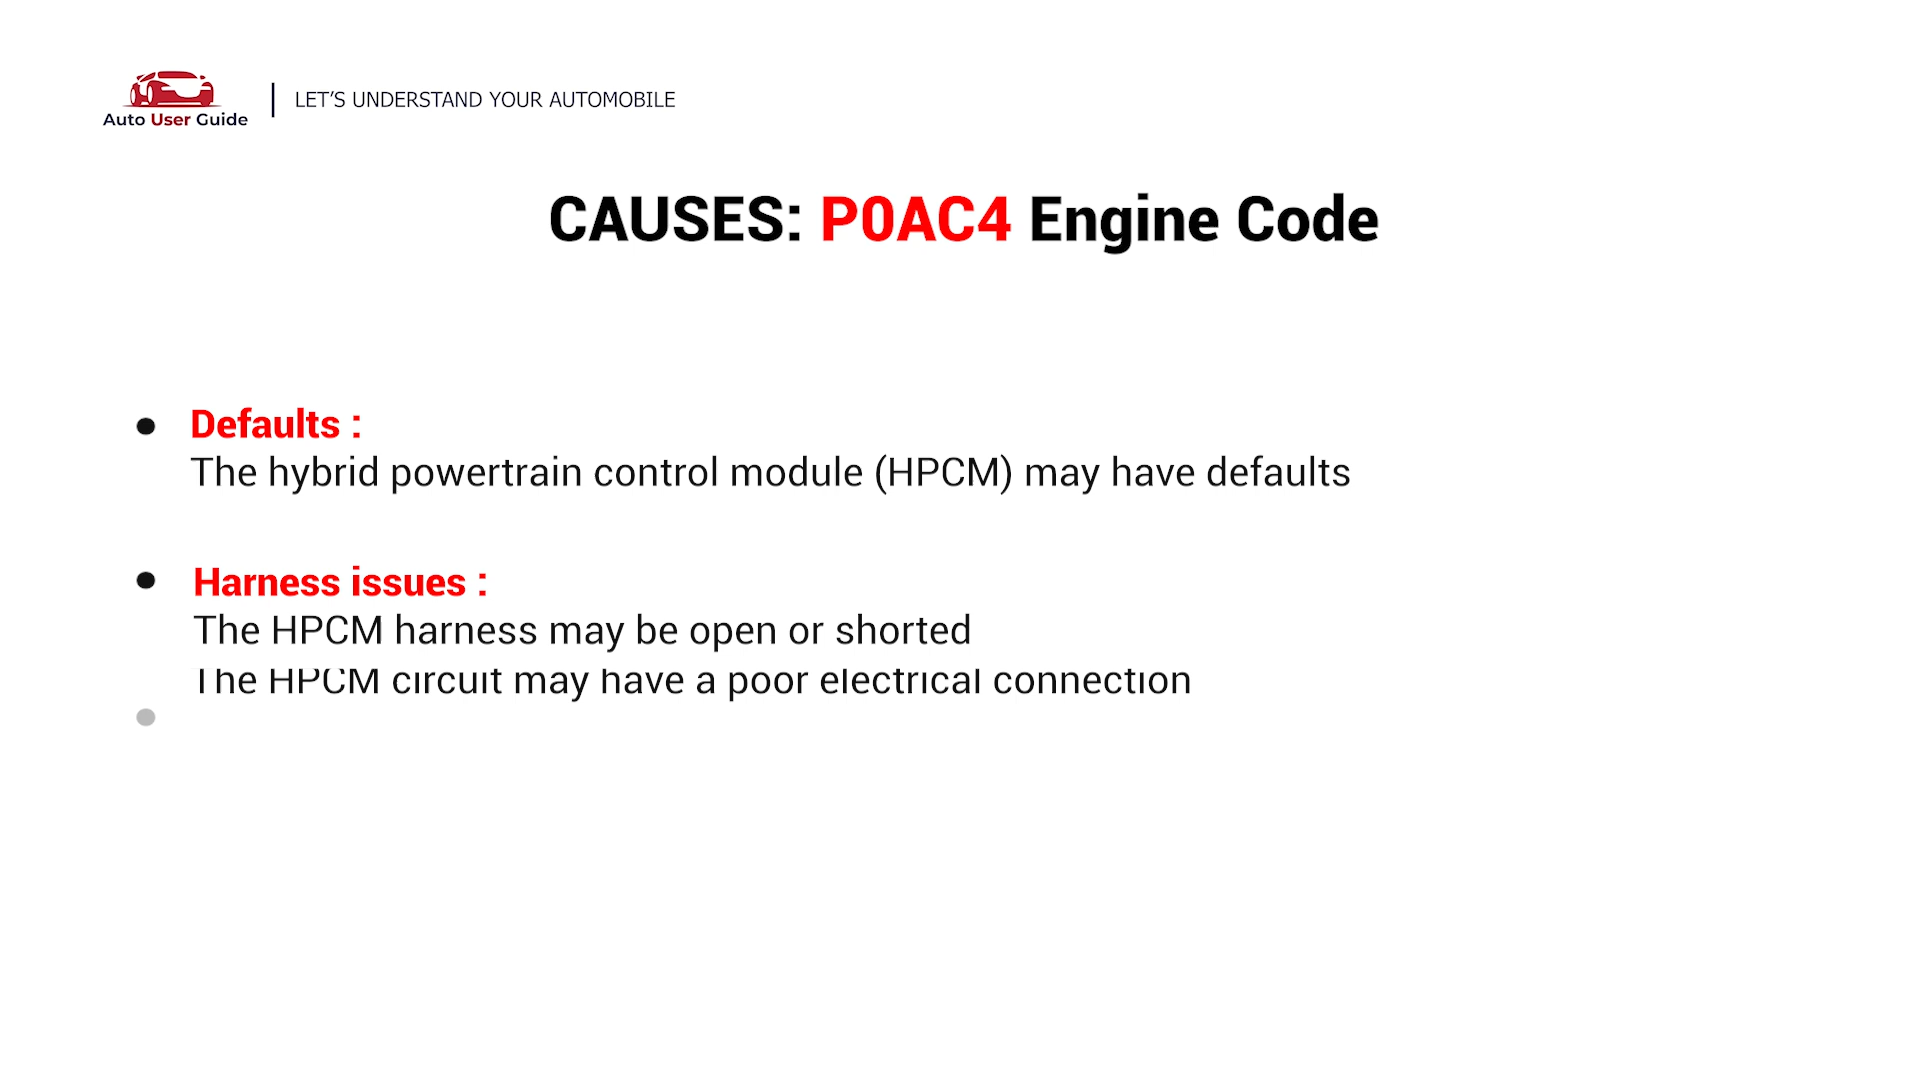 Auto User Guide
LET'S UNDERSTAND YOUR AUTOMOBILE
CAUSES: P0AC4 Engine Code
Defaults :
The hybrid powertrain control module (HPCM) may have defaults
Harness issues :
The HPCM harness may be open or shorted
The HPCM circuit may have a poor electrical connection